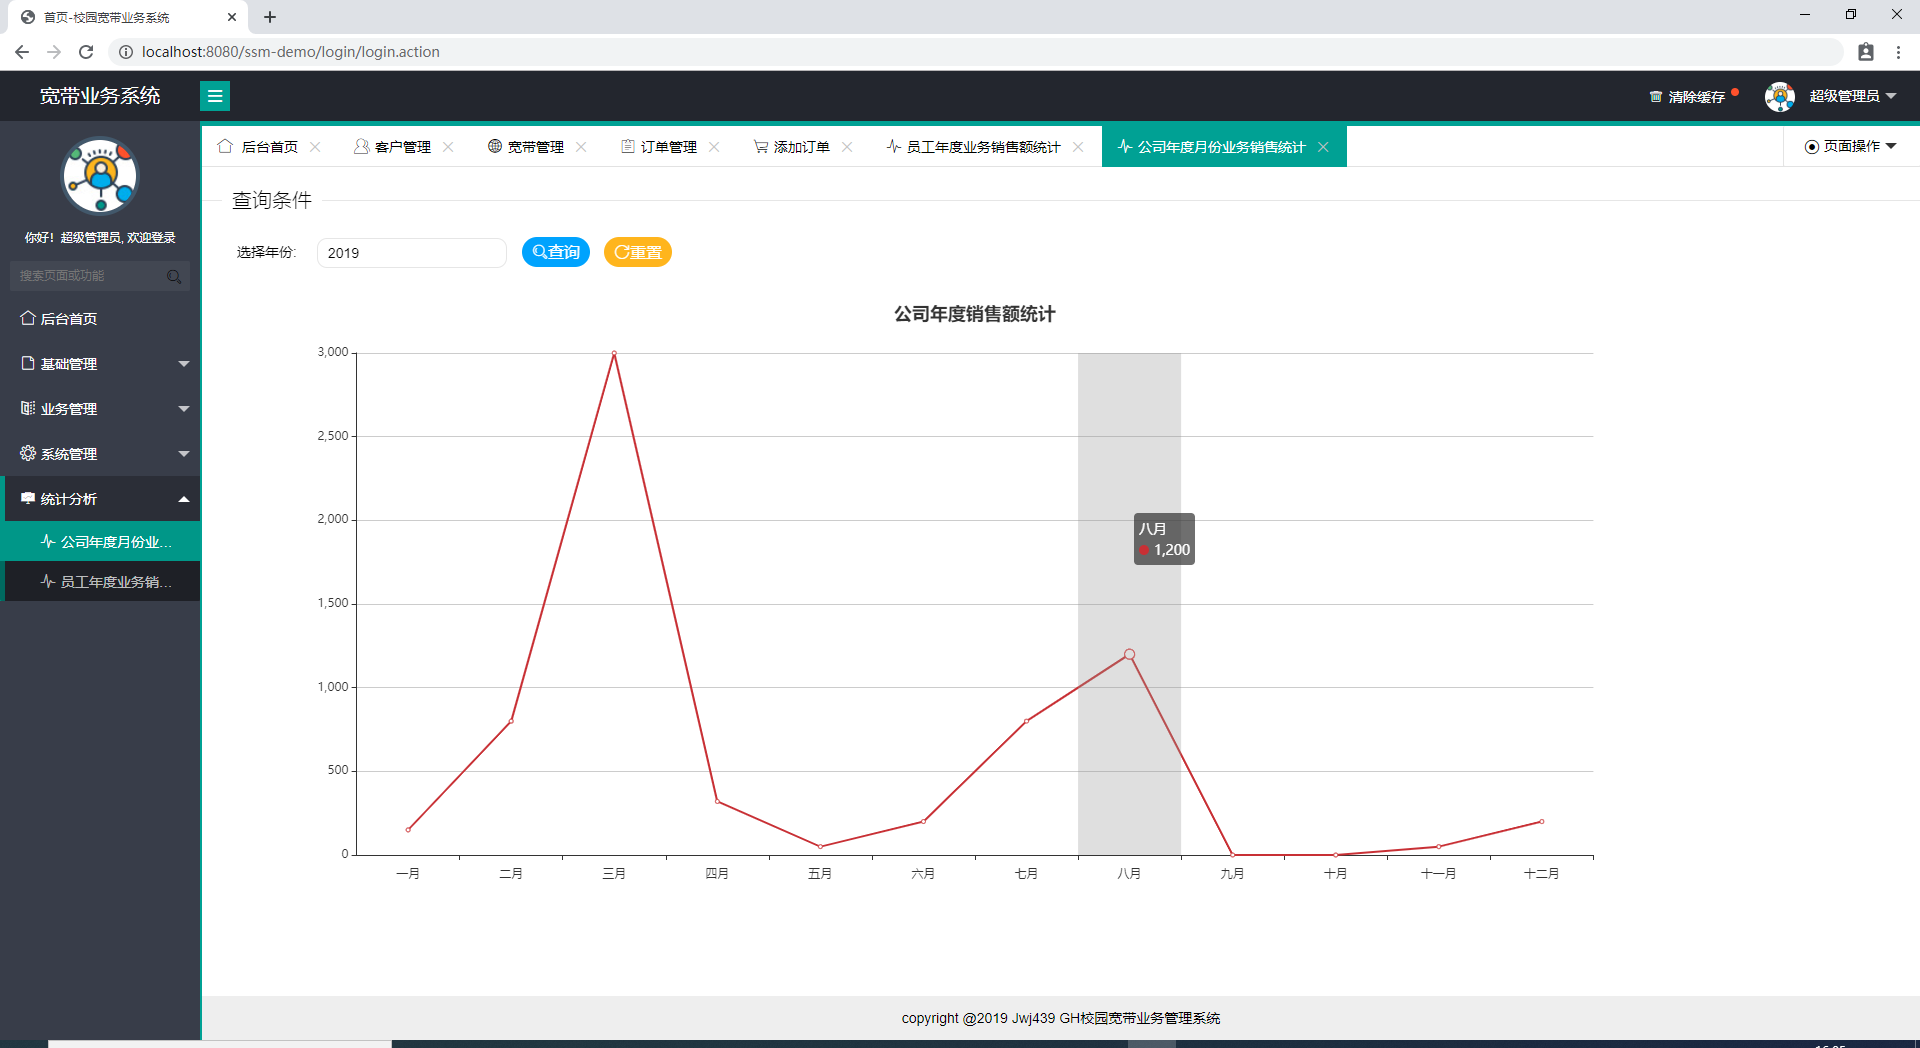 首页-校园宽带业务系统
localhost:8080/ssm-demo/login/login.action
宽带业务系统
清除缓存
超级管理员
后台首页
客户管理
宽带管理
订单管理
添加订单
员工年度业务销售额统计
公司年度月份业务销售统计
页面操作
你好！超级管理员, 欢迎登录
搜索页面或功能
后台首页
基础管理
业务管理
系统管理
统计分析
公司年度月份业...
员工年度业务销...
查询条件
选择年份:
2019
查询
重置
公司年度销售额统计
3,000
2,500
2,000
1,500
1,000
500
0
八月
1,200
一月
二月
三月
四月
五月
六月
七月
八月
九月
十月
十一月
十二月
copyright @2019 Jwj439 GH校园宽带业务管理系统